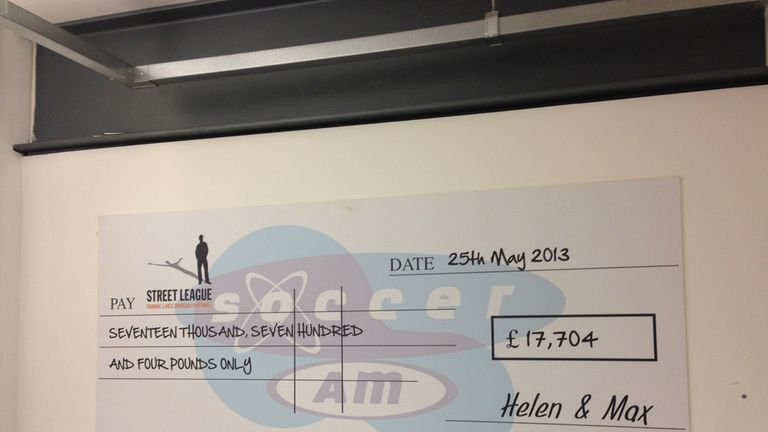 DATE 25th May 2013
PAY STREET LEAGUE
CHANGE LIVES THROUGH FOOTBALL
soccer
AM
SEVENTEEN THOUSAND, SEVEN HUNDRED
£ 17,704
AND FOUR POUNDS ONLY
Helen & Max